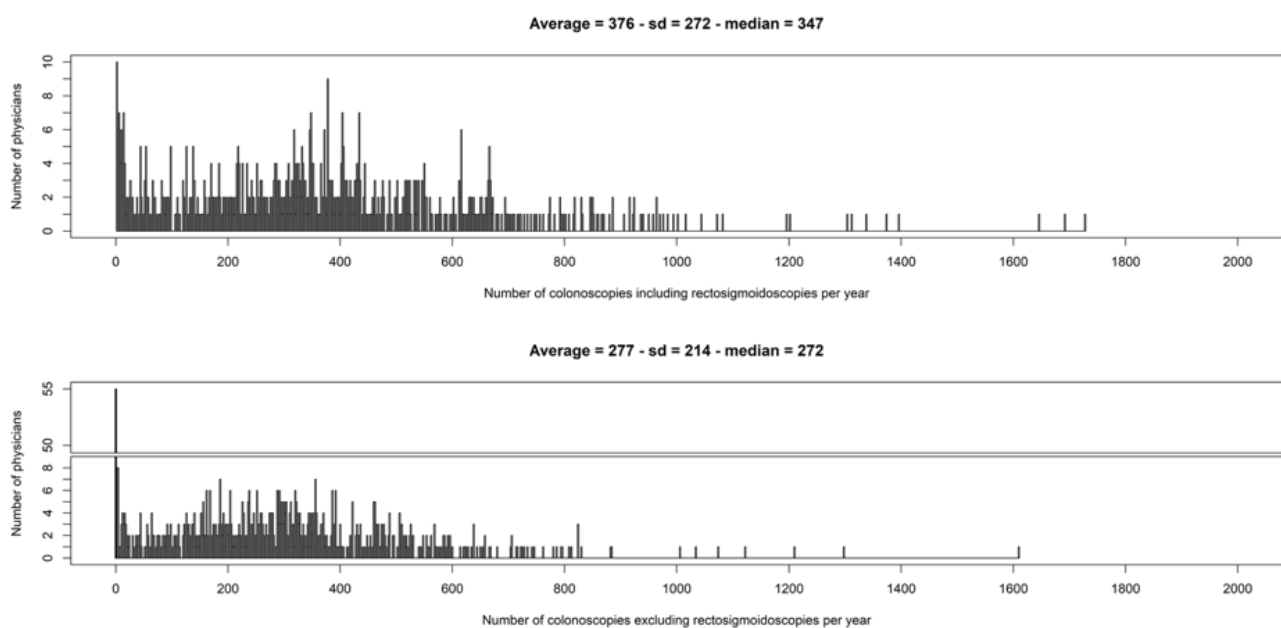 Average = 376 - sd = 272 - median = 347
Number of physicians
10
8
6
4
2
0
0 200 400 600 800 1000 1200 1400 1600 1800 2000
Number of colonoscopies including rectosigmoidoscopies per year
Average = 277 - sd = 214 - median = 272
Number of physicians
55
50
8
6
4
2
0
0 200 400 600 800 1000 1200 1400 1600 1800 2000
Number of colonoscopies excluding rectosigmoidoscopies per year